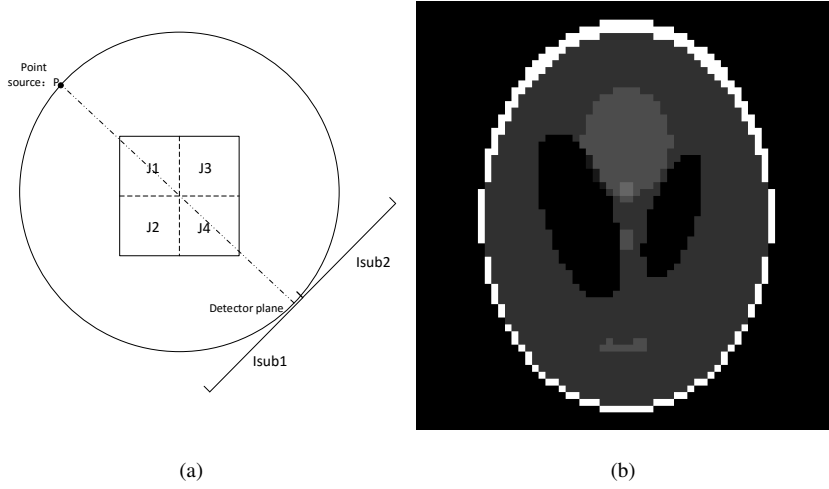 Point
source: P
J1
J3
J2
J4
Isub2
Detector plane
Isub1
(a)
(b)